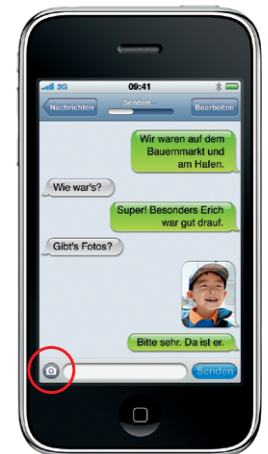 3G 09:41
Nachrichten Senden... Bearbeiten
Wir waren auf dem
Bauernmarkt und
am Hafen.
Wie war's?
Super! Besonders Erich
war gut drauf.
Gibt's Fotos?
Bitte sehr. Da ist er.
Senden